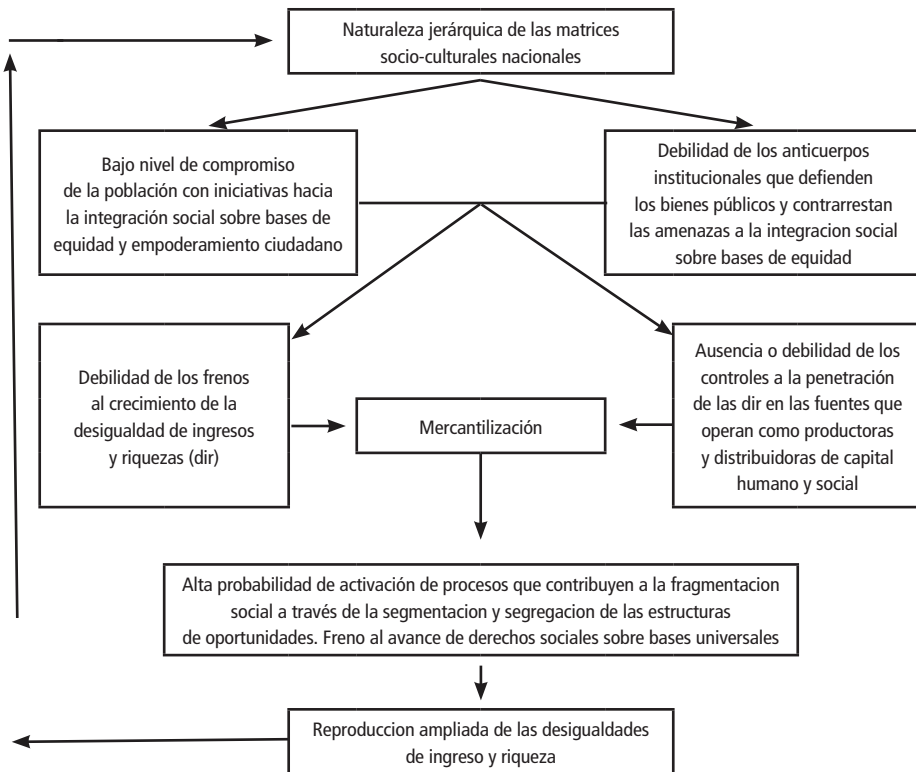 Naturaleza jerárquica de las matrices
socio-culturales nacionales
Bajo nivel de compromiso
de la población con iniciativas hacia
la integración social sobre bases de
equidad y empoderamiento ciudadano
Debilidad de los anticuerpos
institucionales que defienden
los bienes públicos y contrarrestan
las amenazas a la integracion social
sobre bases de equidad
Debilidad de los frenos
al crecimiento de la
desigualdad de ingresos
y riquezas (dir)
Mercantilización
Ausencia o debilidad de los
controles a la penetración
de las dir en las fuentes que
operan como productoras
y distribuidoras de capital
humano y social
Alta probabilidad de activación de procesos que contribuyen a la fragmentacion
social a través de la segmentacion y segregacion de las estructuras
de oportunidades. Freno al avance de derechos sociales sobre bases universales
Reproduccion ampliada de las desigualdades
de ingreso y riqueza